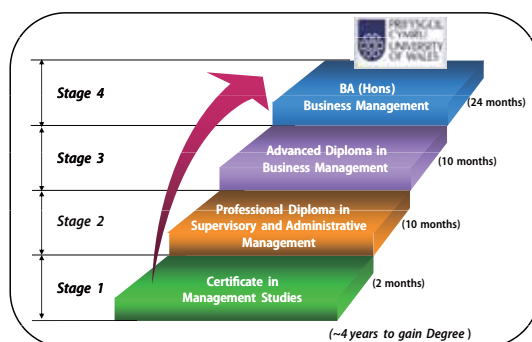 PRIFYSGOL
CYMRU
UNIVERSITY
OF WALES
Stage 4
BA (Hons)
Business Management
(24 months)
Stage 3
Advanced Diploma in
Business Management
(10 months)
Stage 2
Professional Diploma in
Supervisory and Administrative
Management
(10 months)
Stage 1
Certificate in
Management Studies
(2 months)
(~4 years to gain Degree)